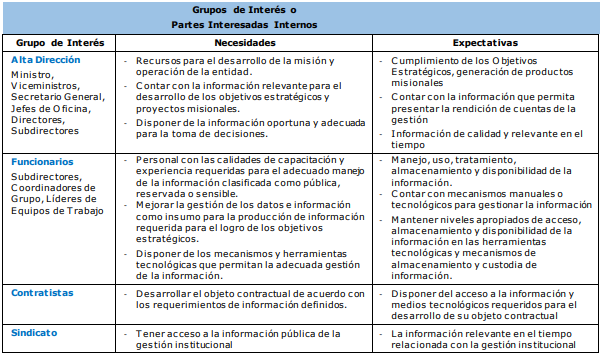 Grupos de Interés o
Partes Interesadas Internos
Grupo de Interés
Necesidades
Expectativas
Alta Dirección
Ministro,
Viceministros,
Secretario General,
Jefes de Oficina,
Directores,
Subdirectores
- Recursos para el desarrollo de la misión y
operación de la entidad.
- Contar con la información relevante para el
desarrollo de los objetivos estratégicos y
proyectos misionales.
- Disponer de la información oportuna y adecuada
para la toma de decisiones.
- Cumplimiento de los Objetivos
Estratégicos, generación de productos
misionales
- Contar con la información que permita
presentar la rendición de cuentas de la
gestión
- Información de calidad y relevante en el
tiempo
Funcionarios
Subdirectores,
Coordinadores de
Grupo, Líderes de
Equipos de Trabajo
- Personal con las calidades de capacitación y
experiencia requeridas para el adecuado manejo
de la información clasificada como pública,
reservada o sensible.
- Mejorar la gestión de los datos e información
como insumo para la producción de información
requerida para el logro de los objetivos
estratégicos.
- Disponer de los mecanismos y herramientas
tecnológicas que permitan la adecuada gestión
de la información.
- Manejo, uso, tratamiento,
almacenamiento y disponibilidad de la
información.
- Contar con mecanismos manuales o
tecnológicos para gestionar la información
- Mantener niveles apropiados de acceso,
almacenamiento y disponibilidad de la
información en las herramientas
tecnológicas y mecanismos de
almacenamiento y custodia de
información.
Contratistas
- Desarrollar el objeto contractual de acuerdo con
los requerimientos de información definidos.
- Disponer del acceso a la información y
medios tecnológicos requeridos para el
desarrollo de su objeto contractual
Sindicato
- Tener acceso a la información pública de la
gestión institucional
- La información relevante en el tiempo
relacionada con la gestión institucional